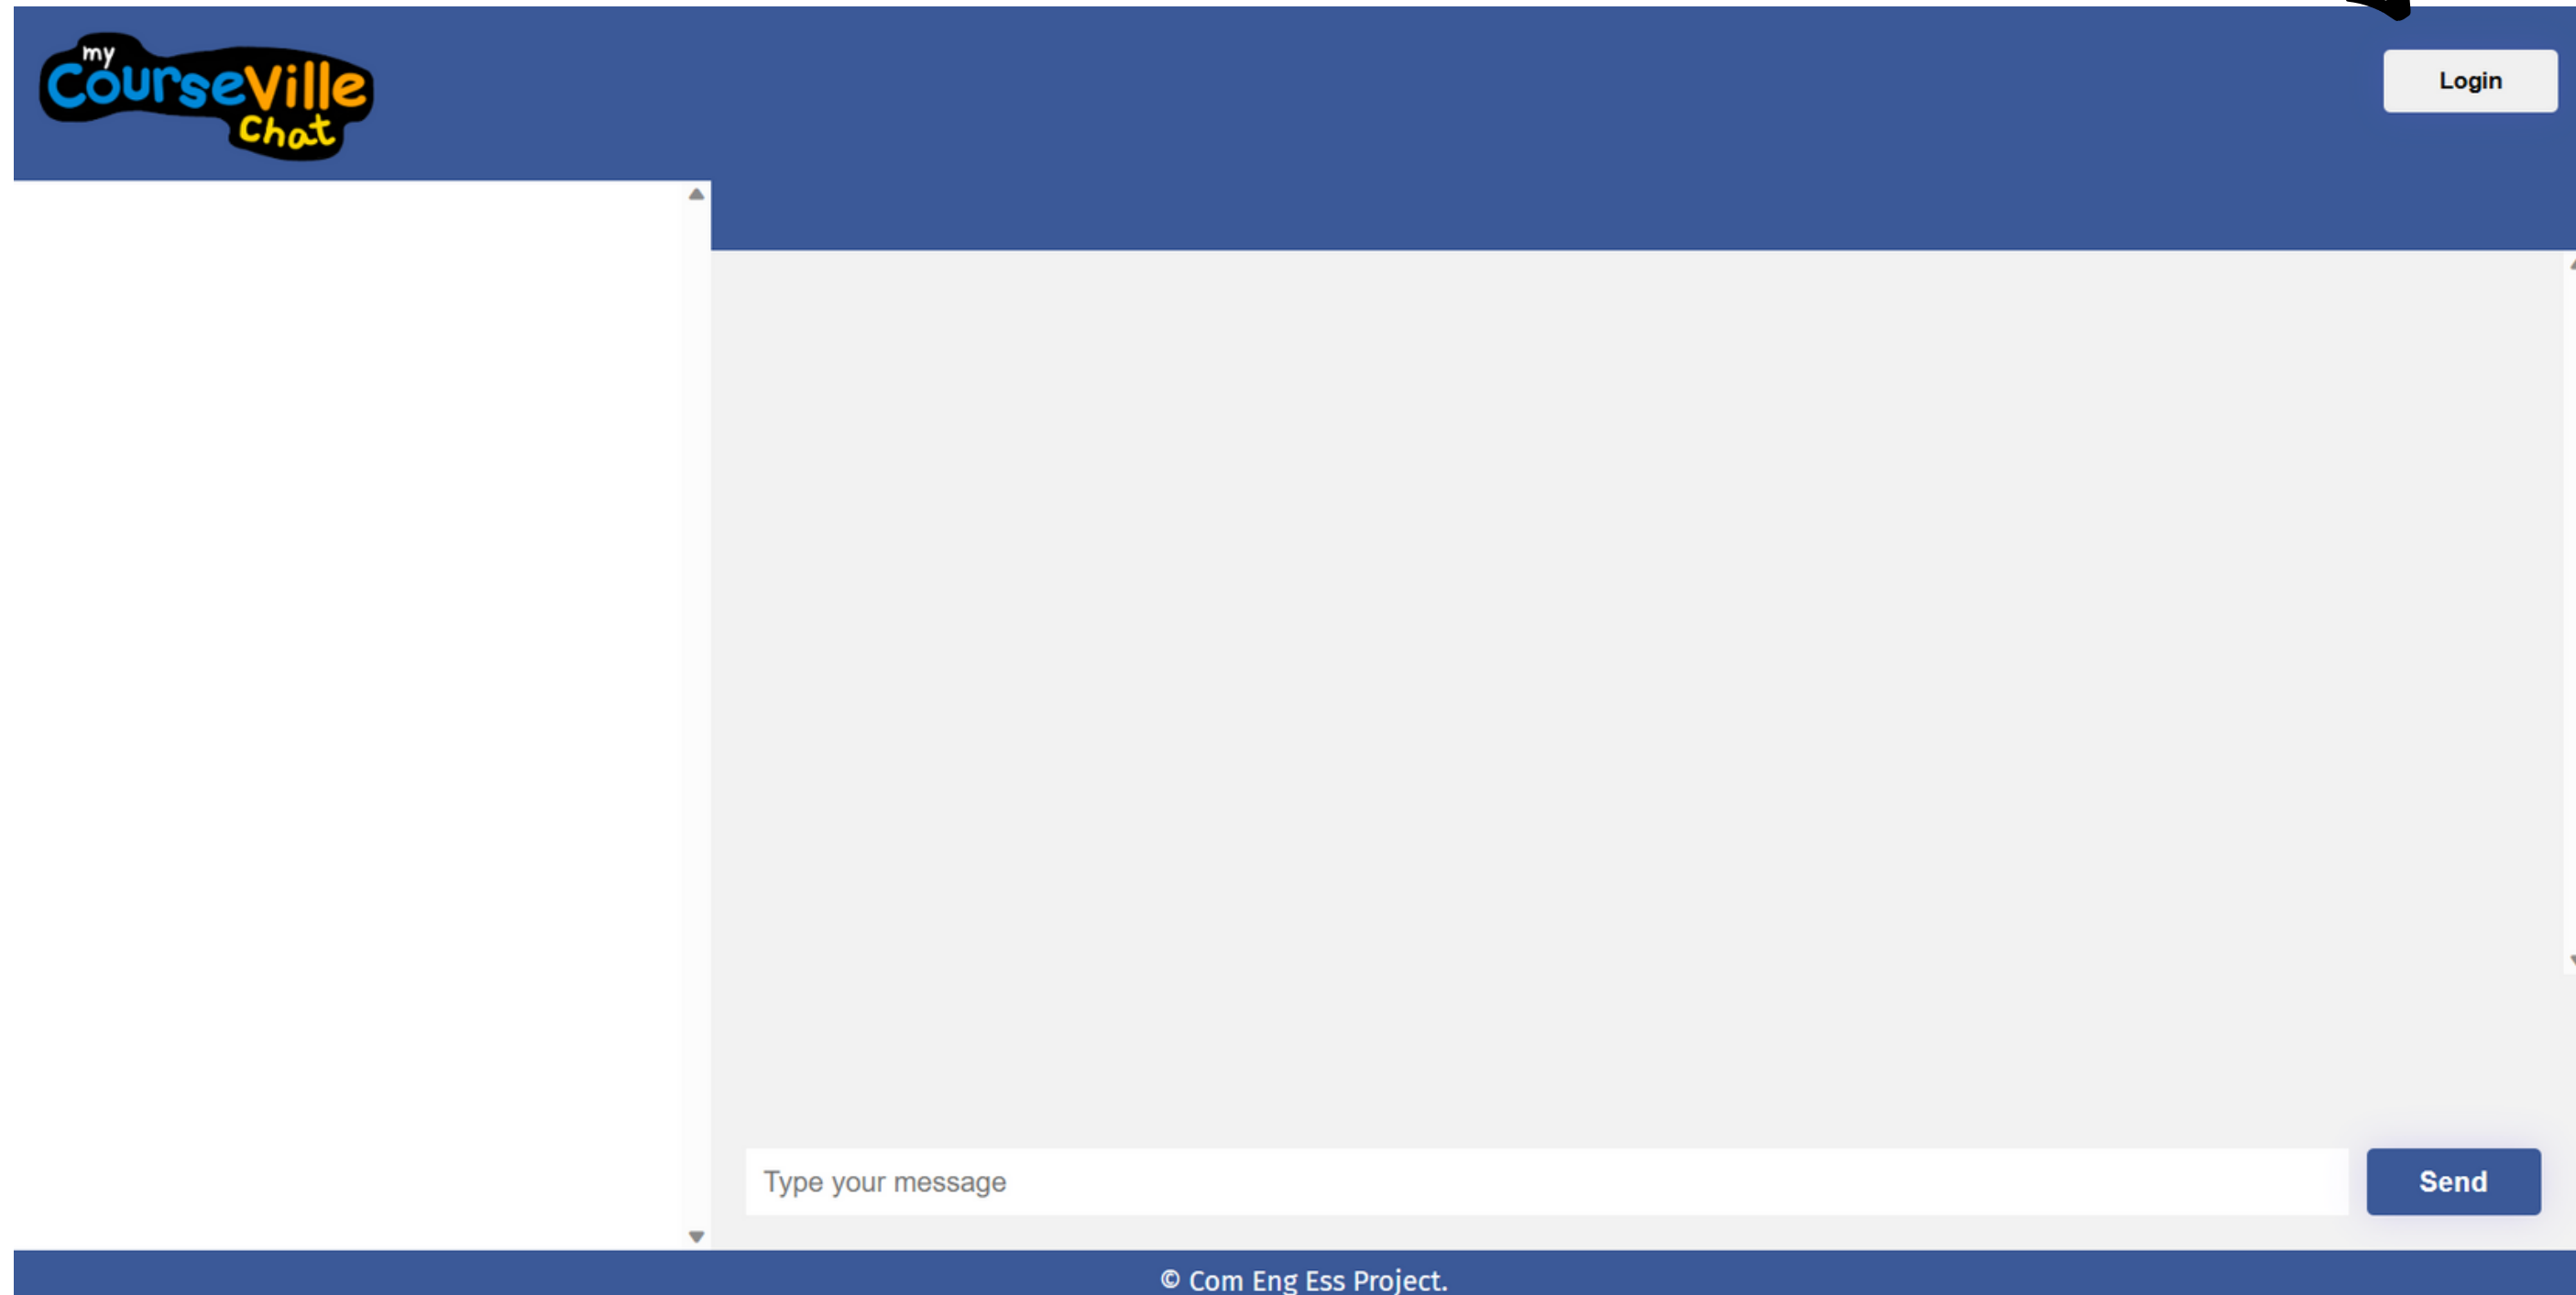 my
CourseVille
chat
Login
Type your message
Send
© Com Eng Ess Project.